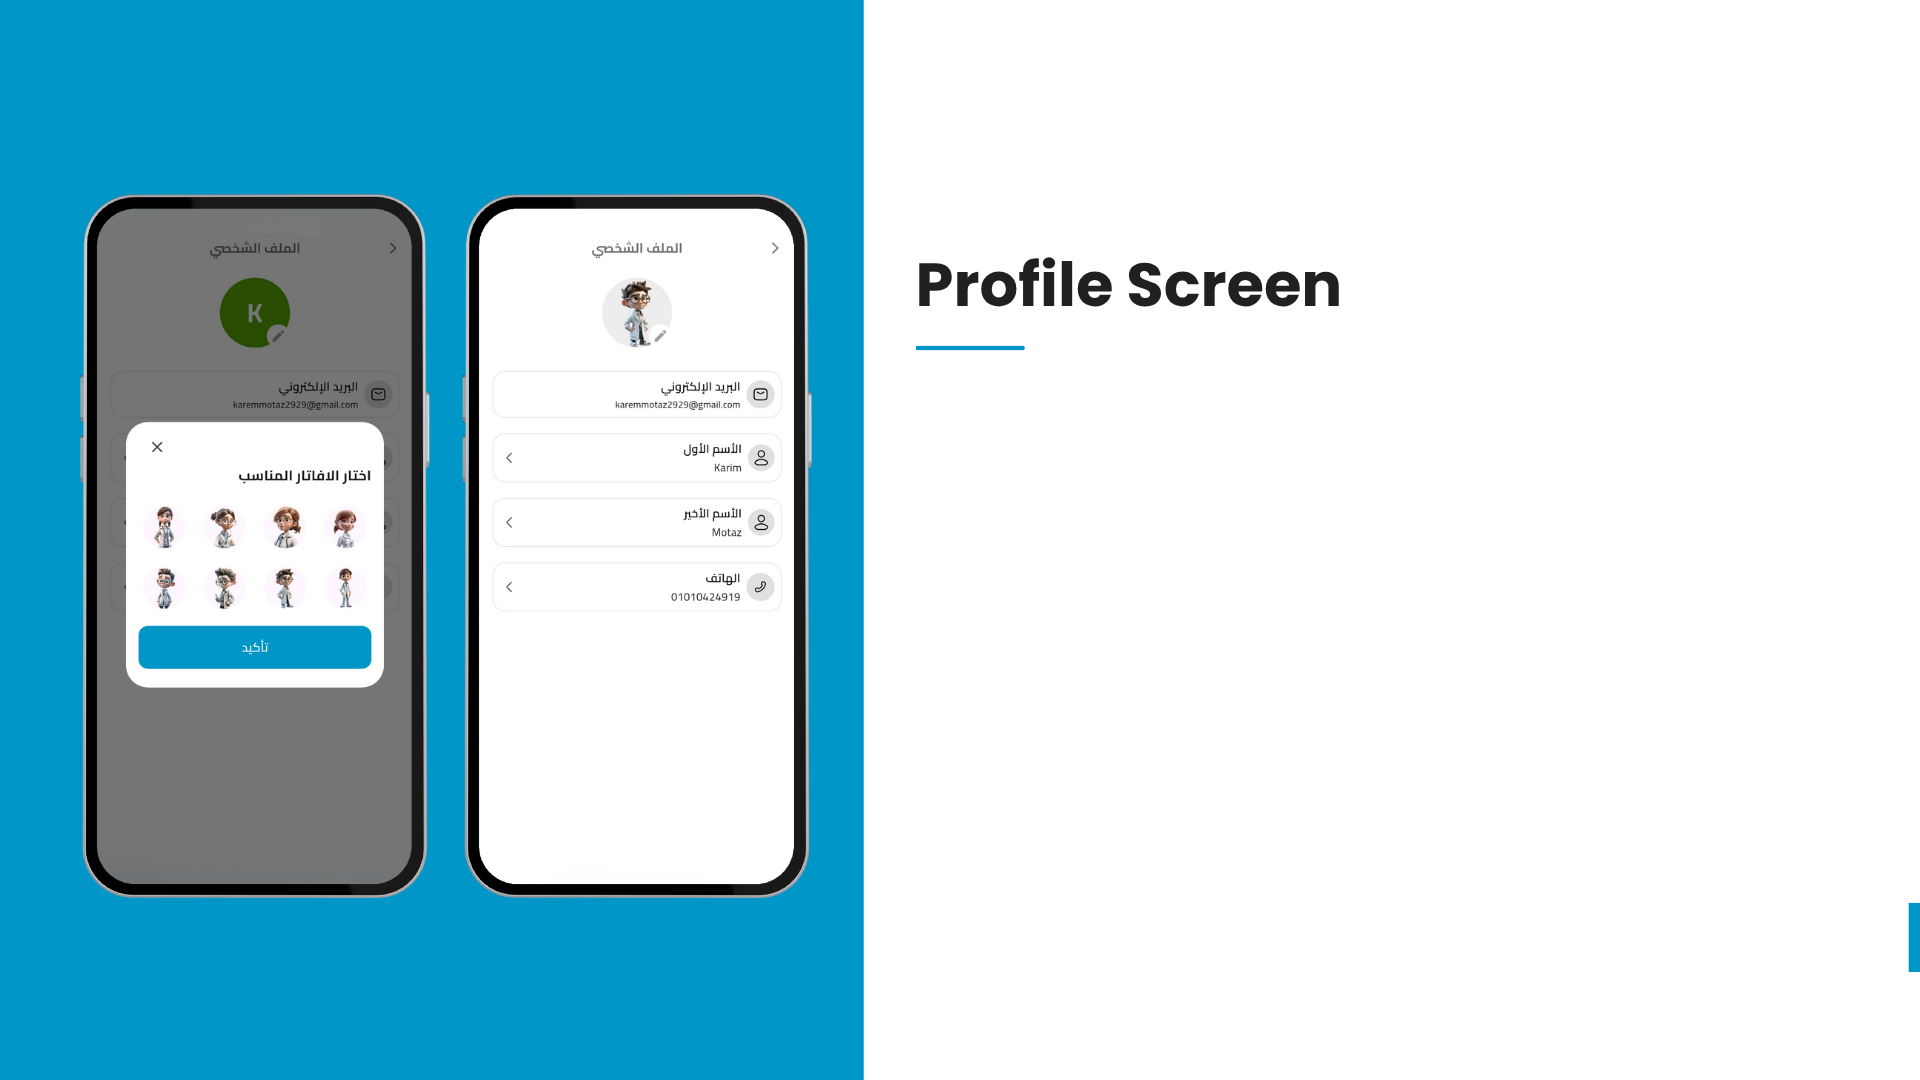 الملف الشخصي
K
البريد الإلكتروني
karemmotaz2929@gmail.com
اختار الافاتار المناسب
تأكيد
الملف الشخصي
البريد الإلكتروني
karemmotaz2929@gmail.com
الأسم الأول
Karim
الأسم الأخير
Motaz
الهاتف
01010424919
Profile Screen